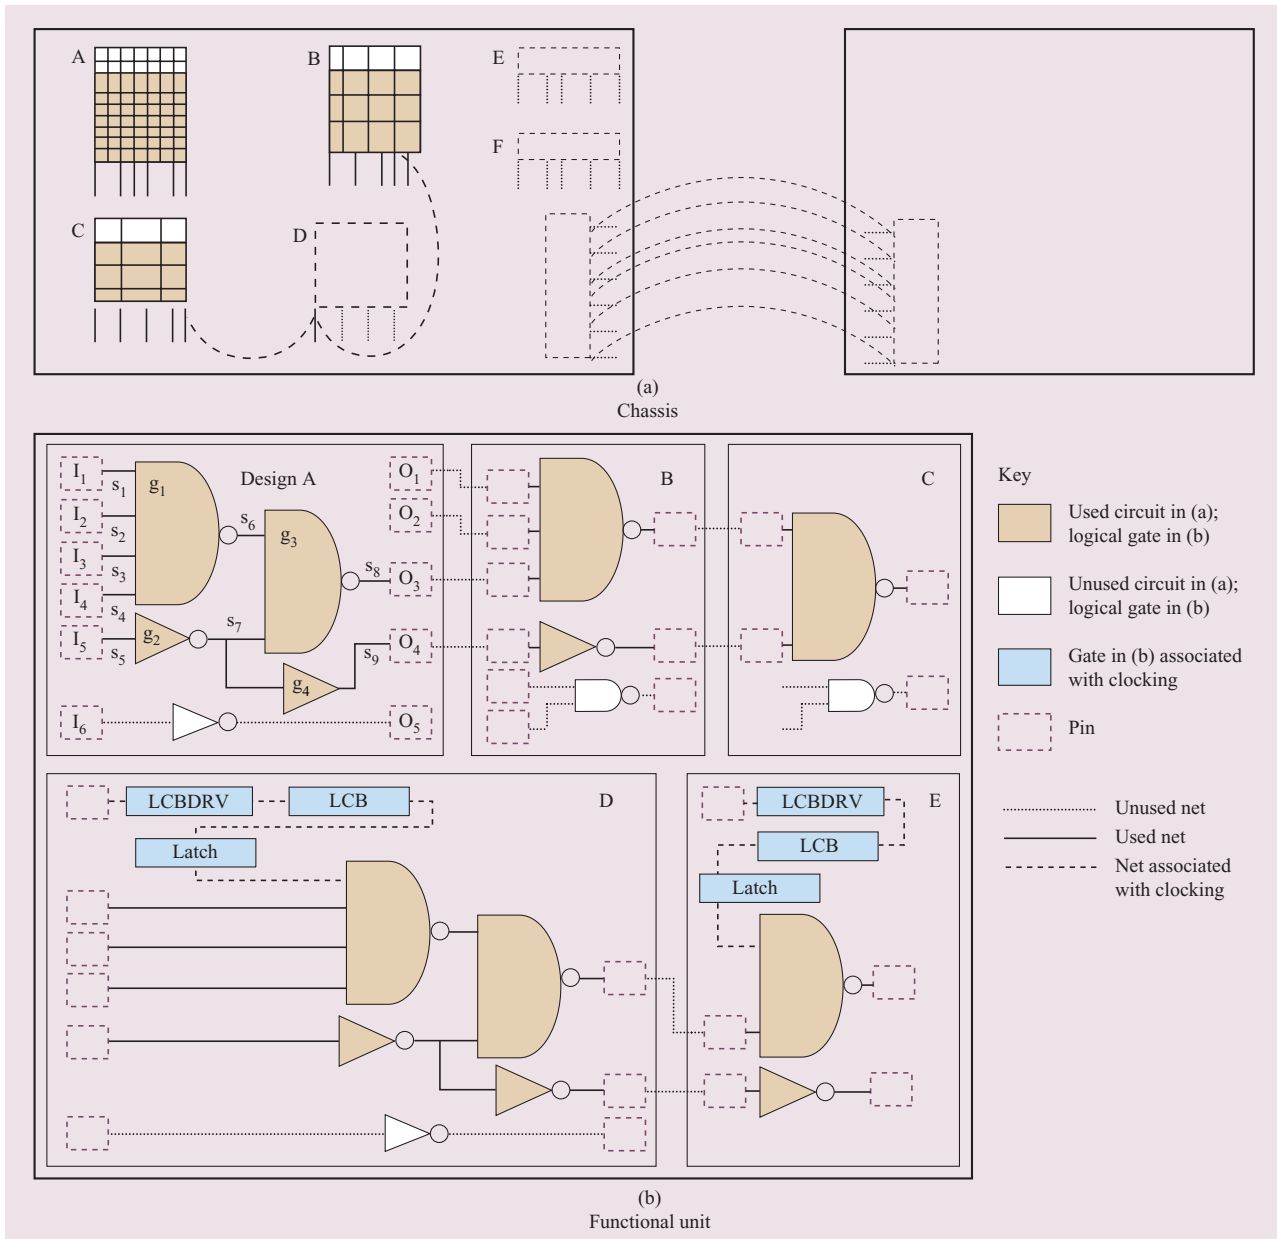 A
B
E
F
C
D
(a)
Chassis
Design A
B
C
I1
s1
g1
O1
I2
s2
s6
g3
O2
I3
s3
s8
O3
I4
s4
I5
s5
g2
s7
s9
O4
g4
I6
O5
LCBDRV
LCB
D
Latch
LCBDRV
E
LCB
Latch
(b)
Functional unit
Key
Used circuit in (a);
logical gate in (b)
Unused circuit in (a);
logical gate in (b)
Gate in (b) associated
with clocking
Pin
Unused net
Used net
Net associated
with clocking